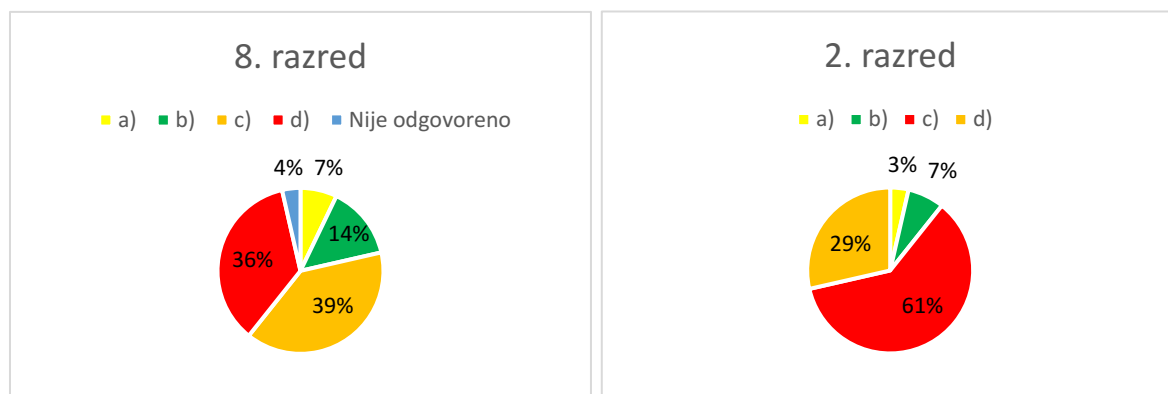 8. razred
a) b) c) d) Nije odgovoreno
4% 7%
14%
36%
39%
2. razred
a) b) c) d)
3% 7%
29%
61%